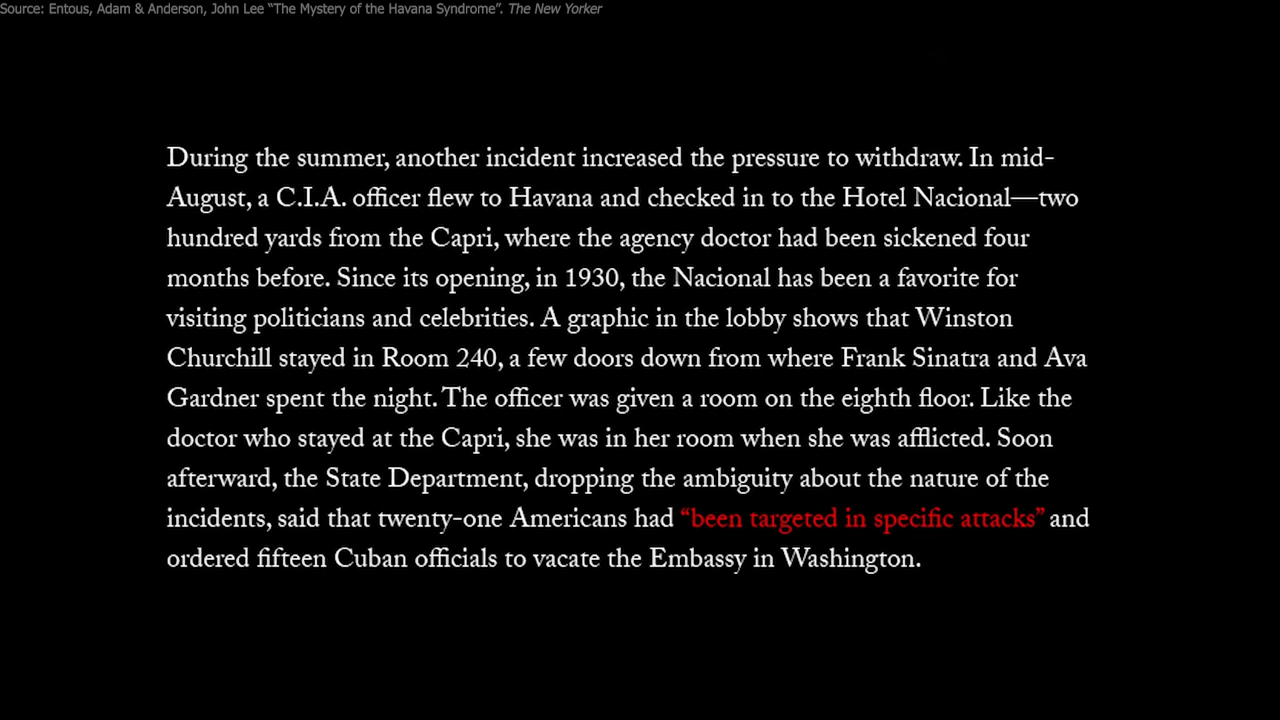 Source: Entous, Adam & Anderson, John Lee “The Mystery of the Havana Syndrome”. The New Yorker
During the summer, another incident increased the pressure to withdraw. In mid-
August, a C.I.A. officer flew to Havana and checked in to the Hotel Nacional—two
hundred yards from the Capri, where the agency doctor had been sickened four
months before. Since its opening, in 1930, the Nacional has been a favorite for
visiting politicians and celebrities. A graphic in the lobby shows that Winston
Churchill stayed in Room 240, a few doors down from where Frank Sinatra and Ava
Gardner spent the night. The officer was given a room on the eighth floor. Like the
doctor who stayed at the Capri, she was in her room when she was afflicted. Soon
afterward, the State Department, dropping the ambiguity about the nature of the
incidents, said that twenty-one Americans had “been targeted in specific attacks” and
ordered fifteen Cuban officials to vacate the Embassy in Washington.